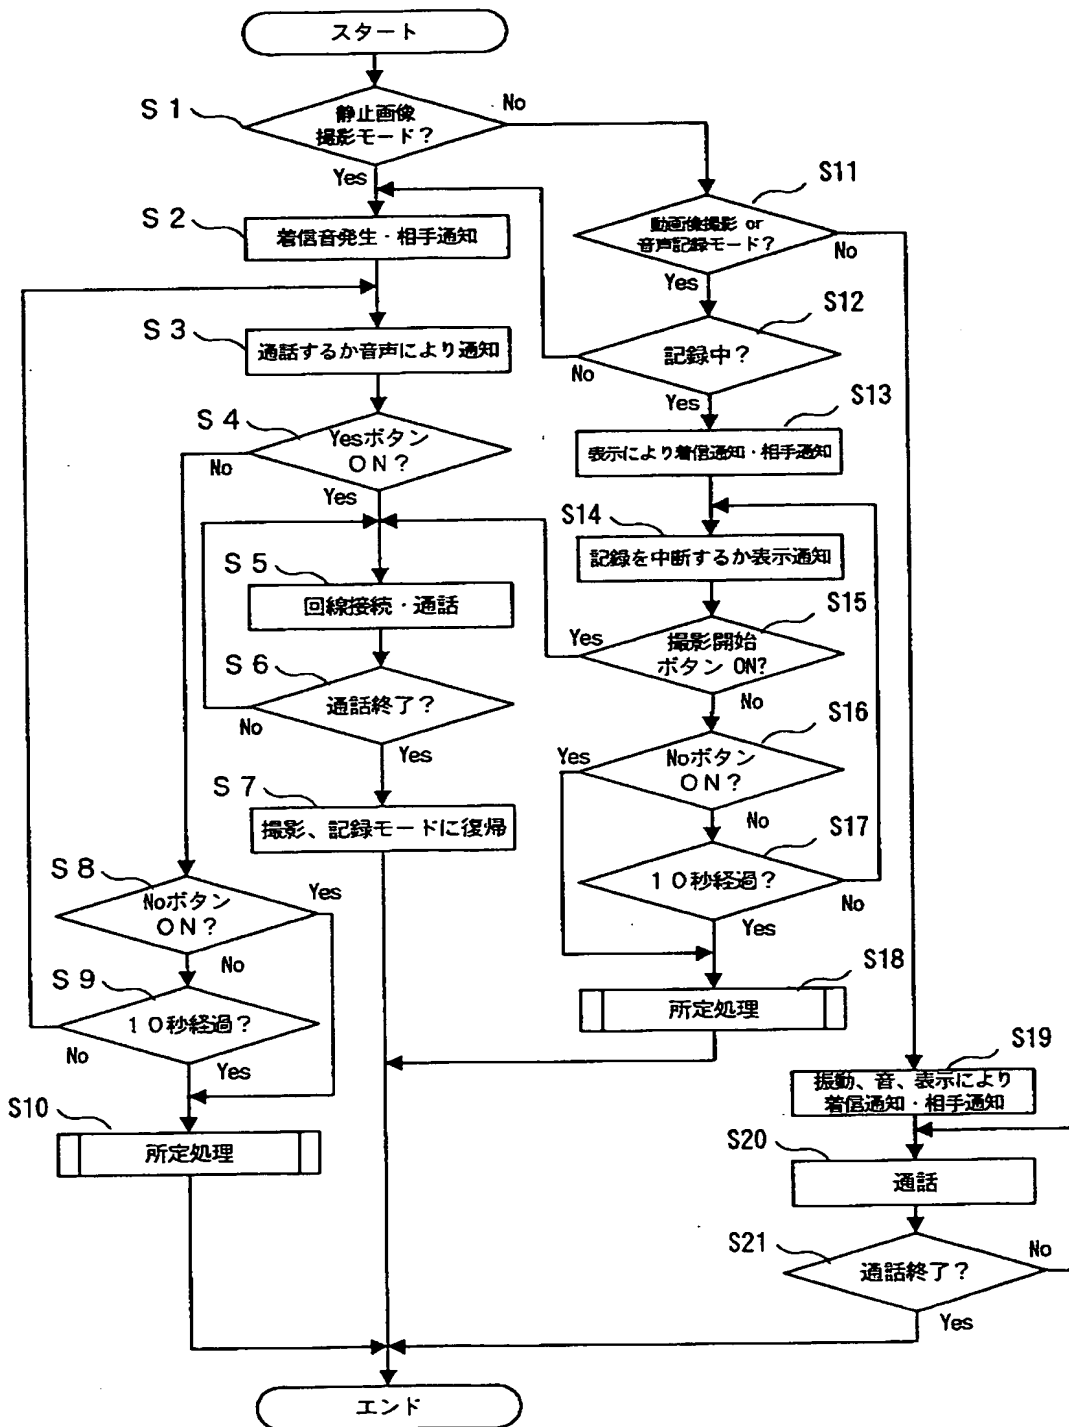 スタート
S 1
静止画像
撮影モード?
No
Yes
S 2
着信音発生・相手通知
S 3
通話するか音声により通知
S 4
Yesボタン
ON?
No
Yes
S 5
回線接続・通話
S 6
通話終了?
No
Yes
S 7
撮影、記録モードに復帰
S 8
Noボタン
ON?
Yes
No
S 9
10秒経過?
No
Yes
S10
所定処理
S11
動画像撮影 or
音声記録モード?
No
Yes
S12
記録中?
No
Yes
S13
表示により着信通知・相手通知
S14
記録を中断するか表示通知
S15
撮影開始
ボタン ON?
Yes
No
S16
Noボタン
ON?
Yes
No
S17
10秒経過?
No
Yes
S18
所定処理
S19
振動、音、表示により
着信通知・相手通知
S20
通話
S21
通話終了?
No
Yes
エンド